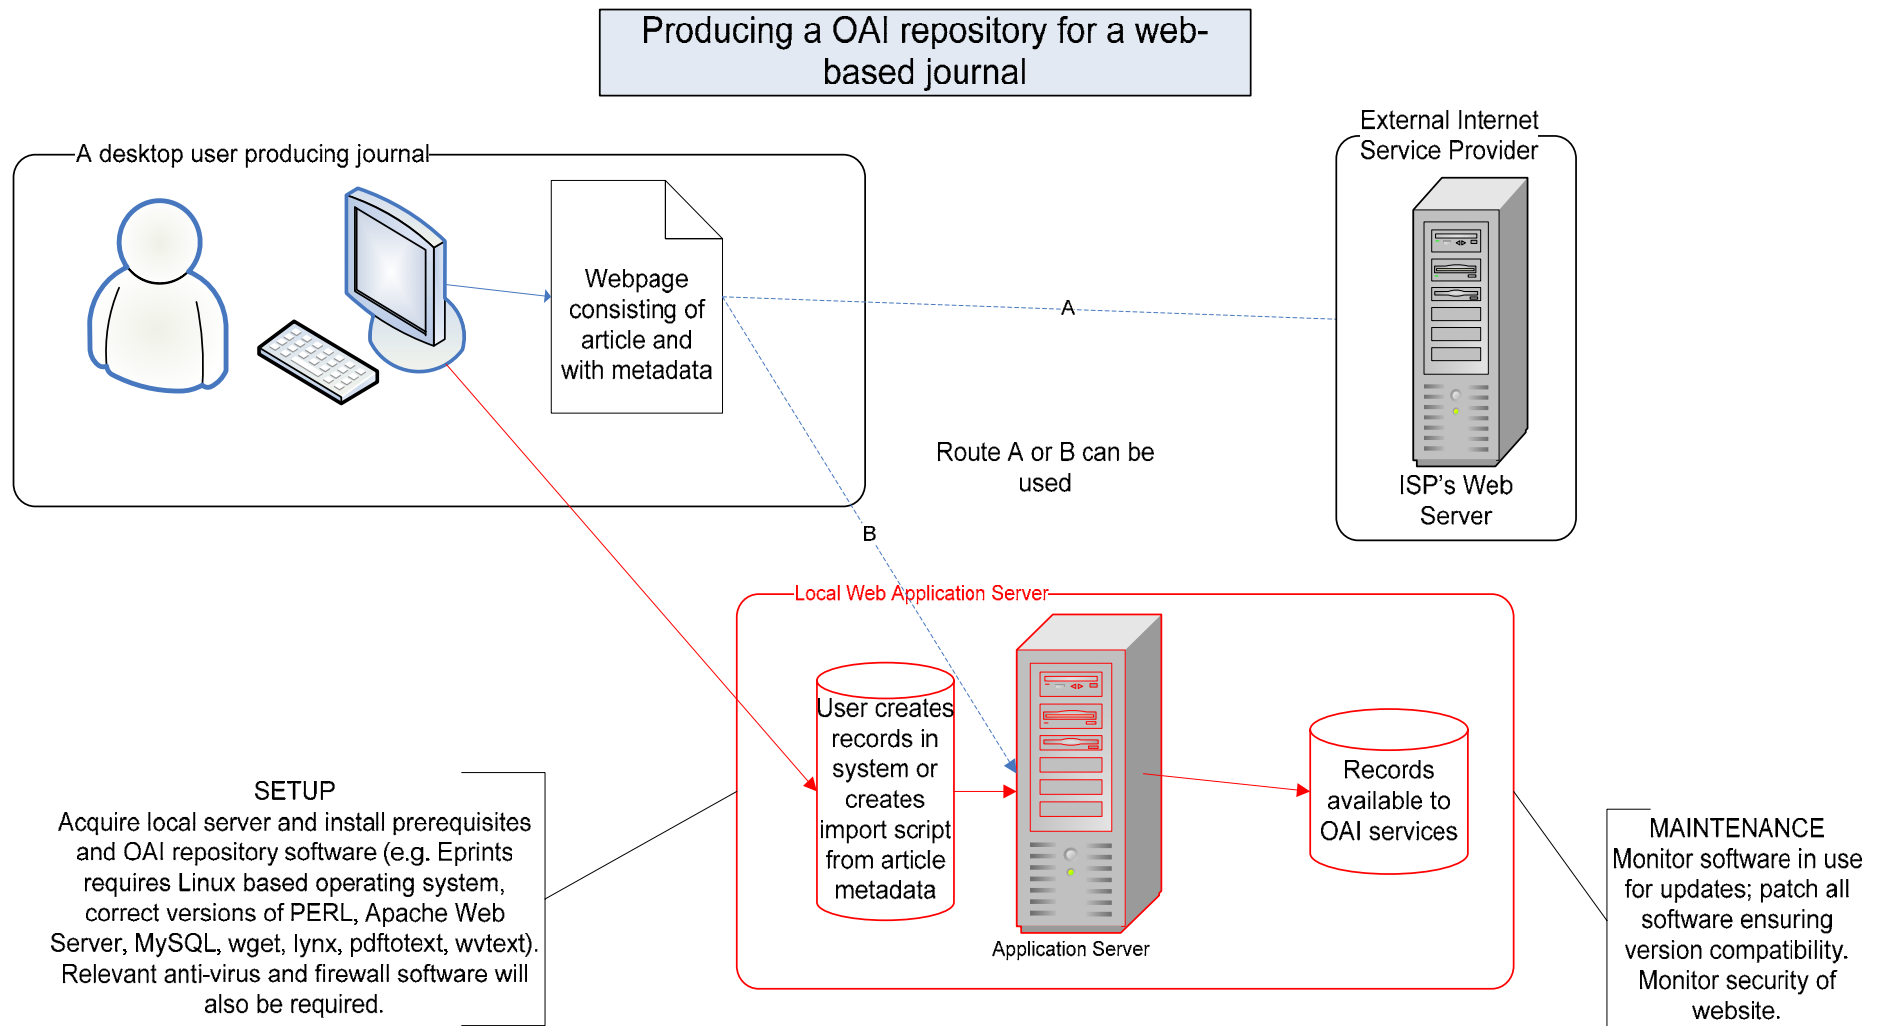 Producing a OAI repository for a web-
based journal
External Internet
Service Provider
A desktop user producing journal
Webpage
consisting of
article and
with metadata
A
Route A or B can be
used
ISP's Web
Server
B
Local Web Application Server
User creates
records in
system or
creates
import script
from article
metadata
Records
available to
OAI services
Application Server
SETUP
Acquire local server and install prerequisites
and OAI repository software (e.g. Eprints
requires Linux based operating system,
correct versions of PERL, Apache Web
Server, MySQL, wget, lynx, pdftotext, wvtext).
Relevant anti-virus and firewall software will
also be required.
MAINTENANCE
Monitor software in use
for updates; patch all
software ensuring
version compatibility.
Monitor security of
website.